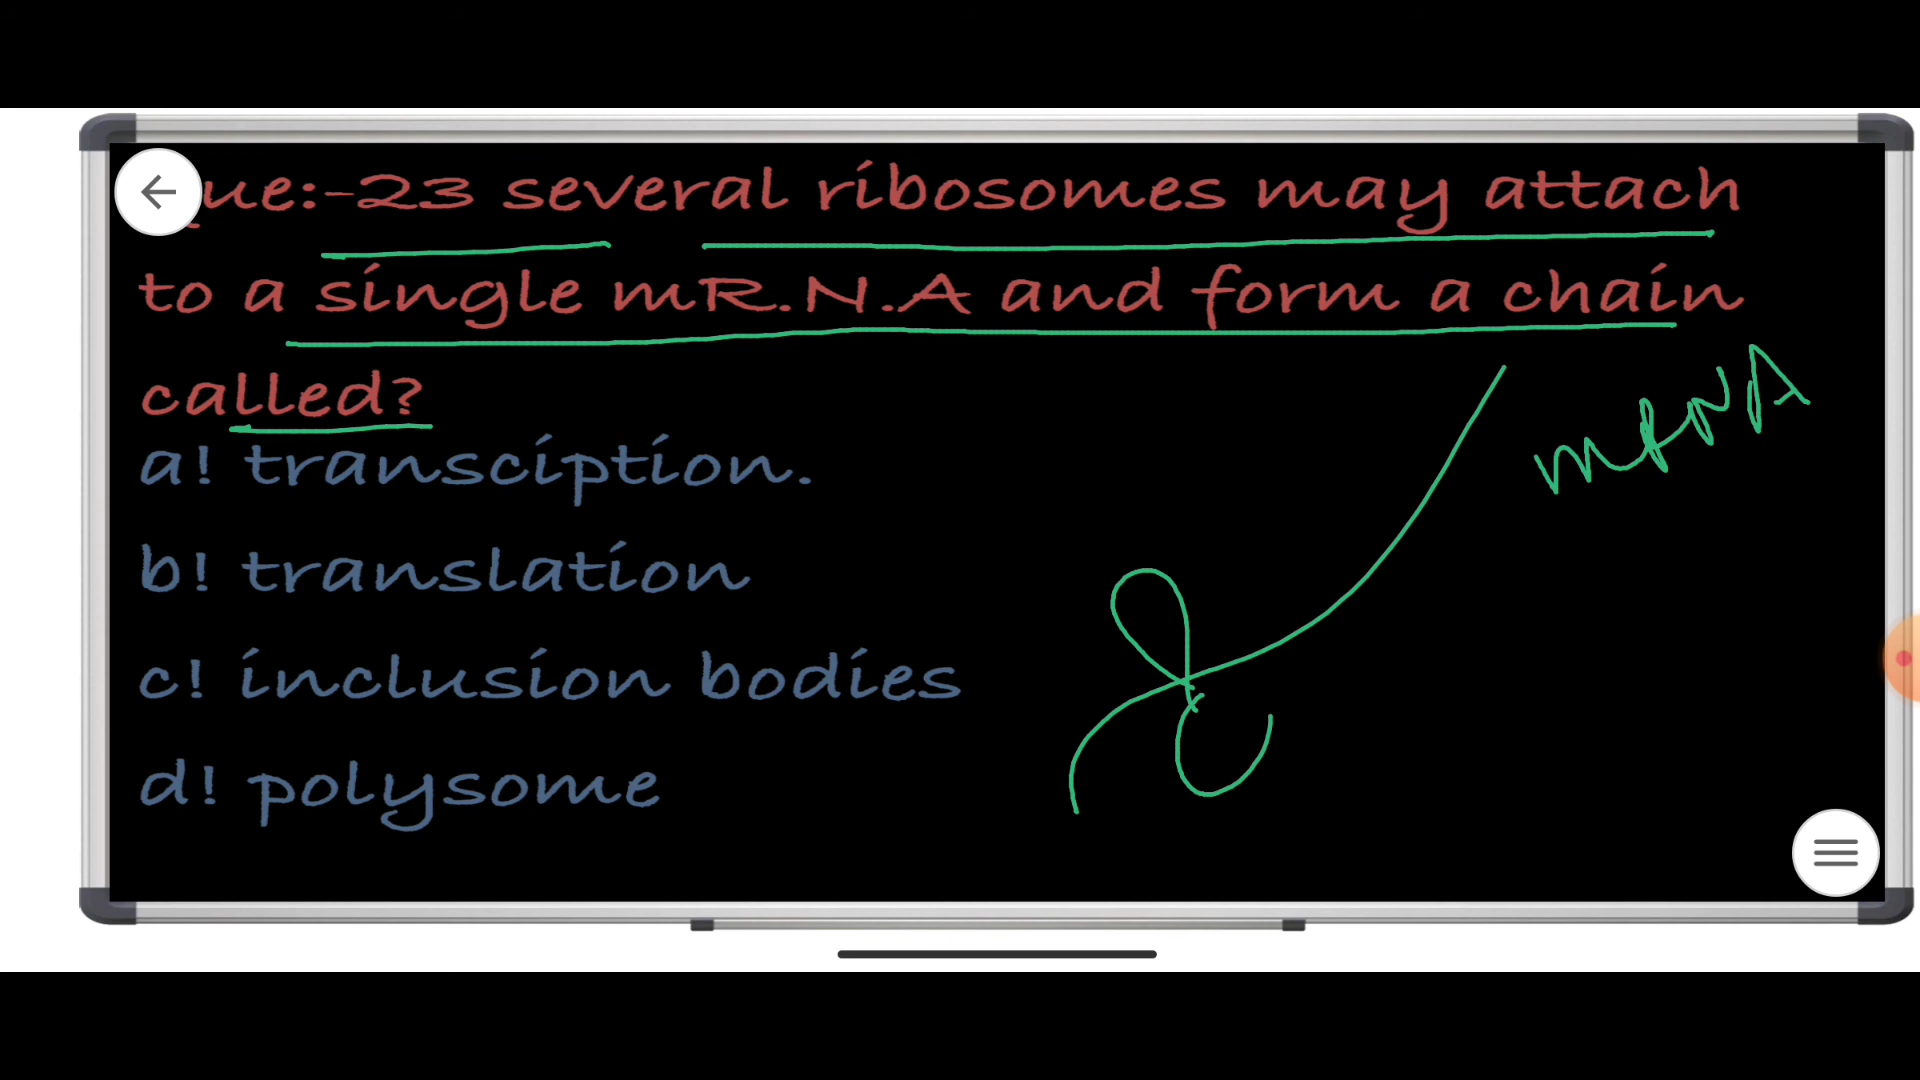 ue:-23 several ribosomes may attach
to a single mR.N.A and form a chain
called?
mRNA
a! transciption.
b! translation
c! inclusion bodies
d! polysome